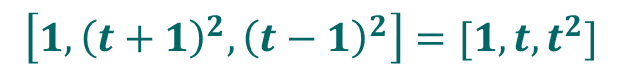 [1, (t + 1)², (t − 1)²] = [1, t, t²]